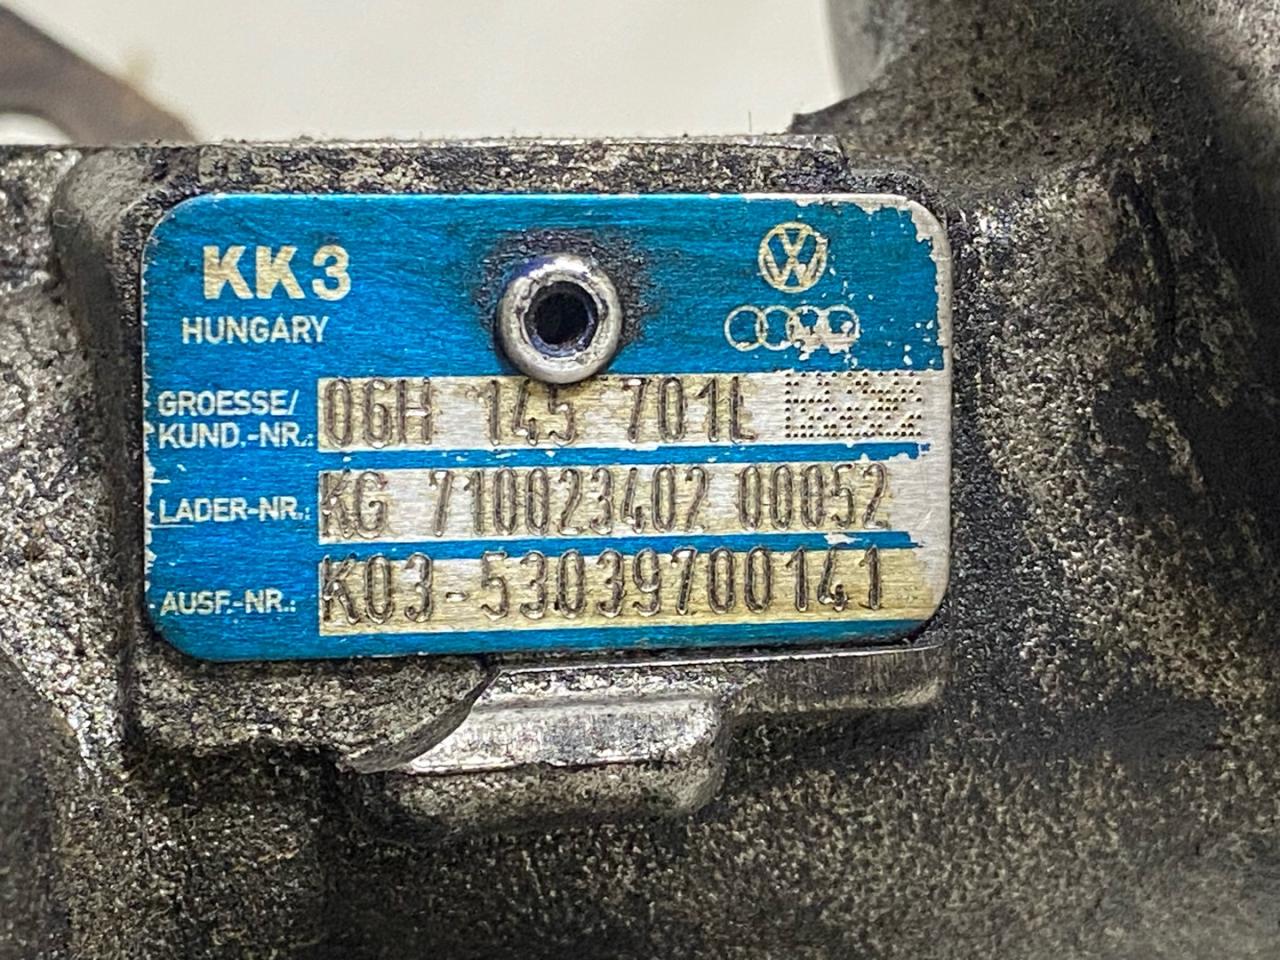 KK3
HUNGARY
GROESSE/
KUND.-NR.: 06H 145 701L
LADER-NR.: KG 710023402 00052
AUSF.-NR.: K03-53039700141